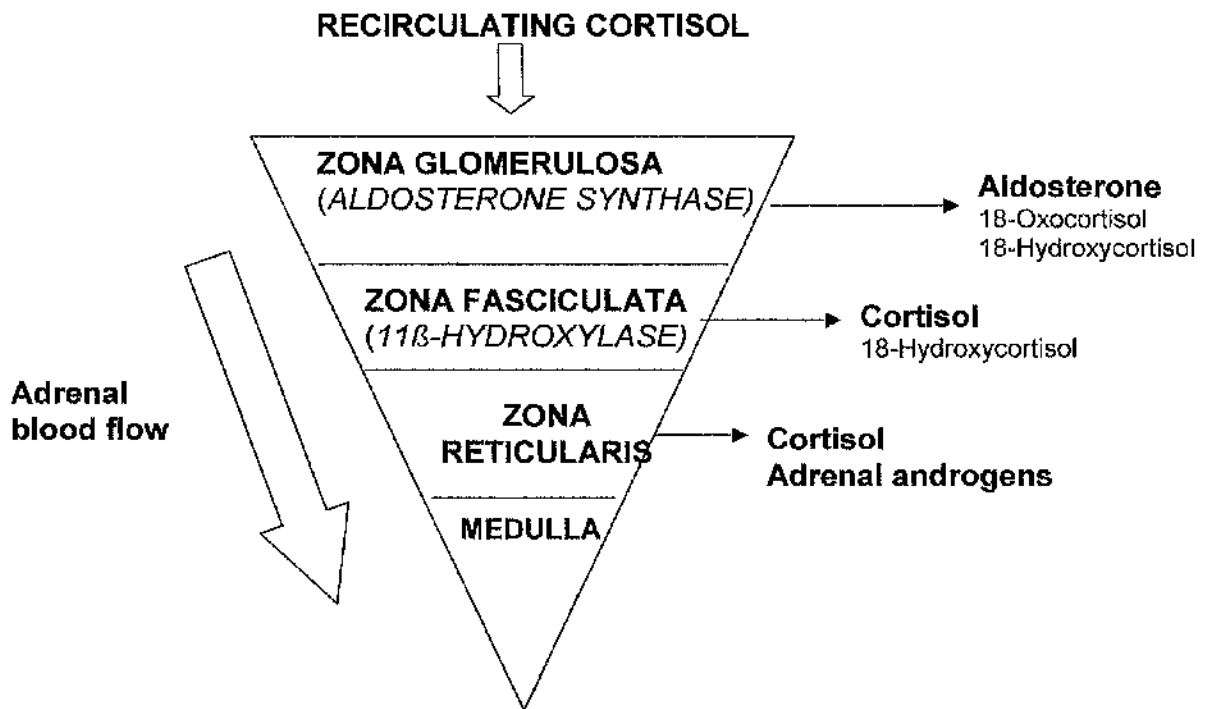 RECIRCULATING CORTISOL
ZONA GLOMERULOSA
(ALDOSTERONE SYNTHASE)
Aldosterone
18-Oxocortisol
18-Hydroxycortisol
ZONA FASCICULATA
(11ß-HYDROXYLASE)
Cortisol
18-Hydroxycortisol
Adrenal
blood flow
ZONA
RETICULARIS
Cortisol
Adrenal androgens
MEDULLA